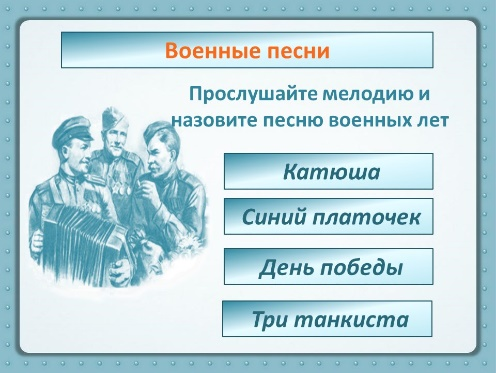 Военные песни
Прослушайте мелодию и
назовите песню военных лет
Катюша
Синий платочек
День победы
Три танкиста